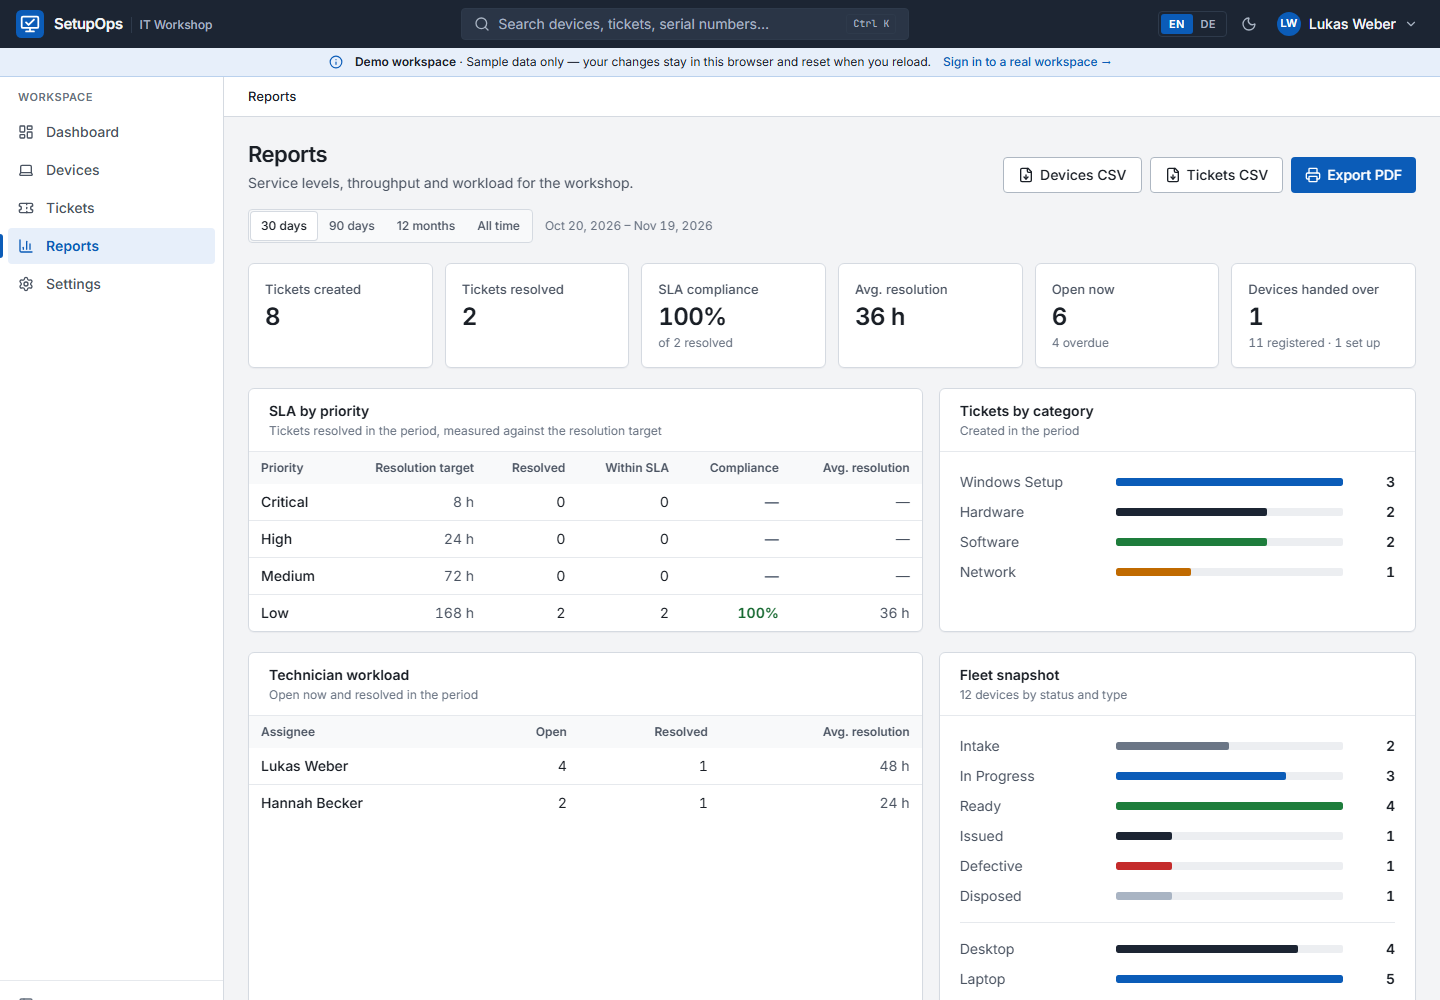 SetupOps
IT Workshop
Search devices, tickets, serial numbers...
Ctrl K
EN DE
LW
Lukas Weber
Demo workspace · Sample data only — your changes stay in this browser and reset when you reload. Sign in to a real workspace →
WORKSPACE
Dashboard
Devices
Tickets
Reports
Settings
Reports
Reports
Service levels, throughput and workload for the workshop.
Devices CSV
Tickets CSV
Export PDF
30 days 90 days 12 months All time Oct 20, 2026 – Nov 19, 2026
Tickets created
8
Tickets resolved
2
SLA compliance
100%
of 2 resolved
Avg. resolution
36 h
Open now
6
4 overdue
Devices handed over
1
11 registered · 1 set up
SLA by priority
Tickets resolved in the period, measured against the resolution target
Priority Resolution target Resolved Within SLA Compliance Avg. resolution
Critical 8 h 0 0 — —
High 24 h 0 0 — —
Medium 72 h 0 0 — —
Low 168 h 2 2 100% 36 h
Tickets by category
Created in the period
Windows Setup 3
Hardware 2
Software 2
Network 1
Technician workload
Open now and resolved in the period
Assignee Open Resolved Avg. resolution
Lukas Weber 4 1 48 h
Hannah Becker 2 1 24 h
Fleet snapshot
12 devices by status and type
Intake 2
In Progress 3
Ready 4
Issued 1
Defective 1
Disposed 1
Desktop 4
Laptop 5